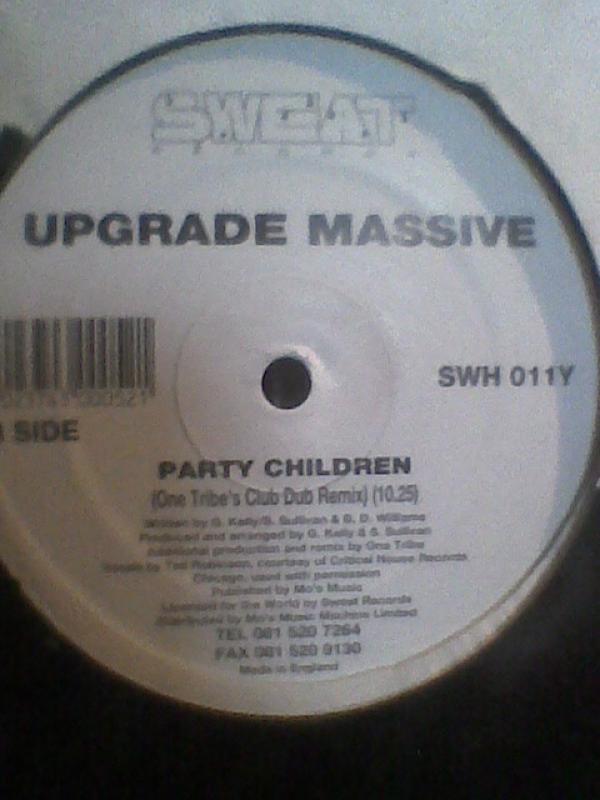 SWEAT
RECORDS
UPGRADE MASSIVE
SWH 011Y
SIDE
PARTY CHILDREN
(One Tribe's Club Dub Remix) (10.25)
Written by G. Kelly/S. Sullivan & G. D. Williams
Produced and arranged by G. Kelly & S. Sullivan
Additional production and remix by One Tribe
Vocals by Ted Robinson, courtesy of Critical House Records
Chicago, used with permission
Published by Mo's Music
Licensed for the World by Sweat Records
Distributed by Mo's Music Machine Limited
TEL 081 520 7264
FAX 081 520 9130
Made in England